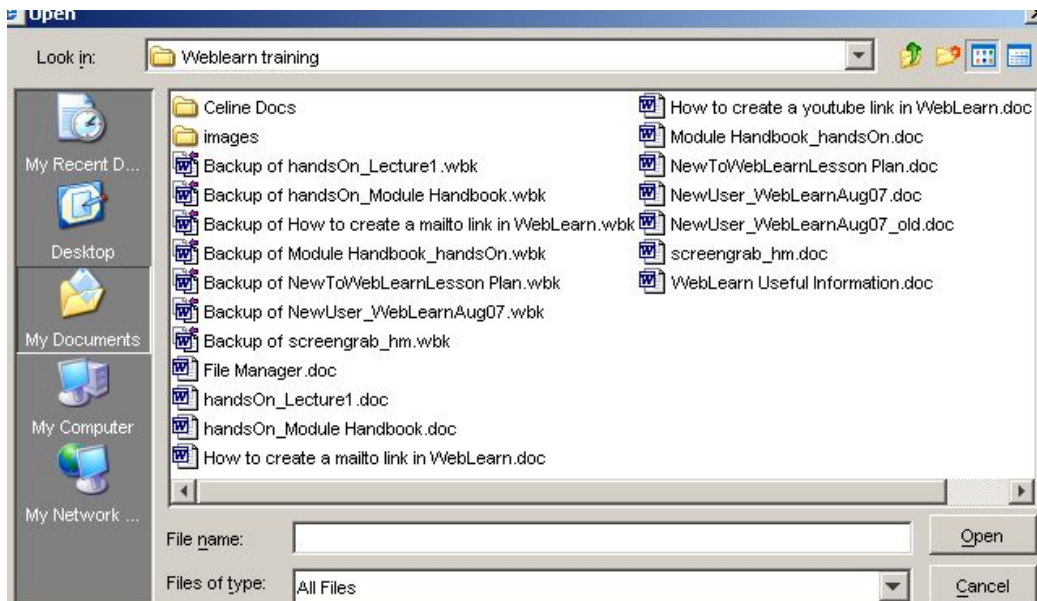 Open
Look in:
Weblearn training
My Recent D...
Desktop
My Documents
My Computer
My Network ...
Celine Docs
images
Backup of handsOn_Lecture1.wbk
Backup of handsOn_Module Handbook.wbk
Backup of How to create a mailto link in WebLearn.wbk
Backup of Module Handbook_handsOn.wbk
Backup of NewToWebLearnLesson Plan.wbk
Backup of NewUser_WebLearnAug07.wbk
Backup of screengrab_hm.wbk
File Manager.doc
handsOn_Lecture1.doc
handsOn_Module Handbook.doc
How to create a mailto link in WebLearn.doc
How to create a youtube link in WebLearn.doc
Module Handbook_handsOn.doc
NewToWebLearnLesson Plan.doc
NewUser_WebLearnAug07.doc
NewUser_WebLearnAug07_old.doc
screengrab_hm.doc
WebLearn Useful Information.doc
File name:
Open
Files of type:
All Files
Cancel